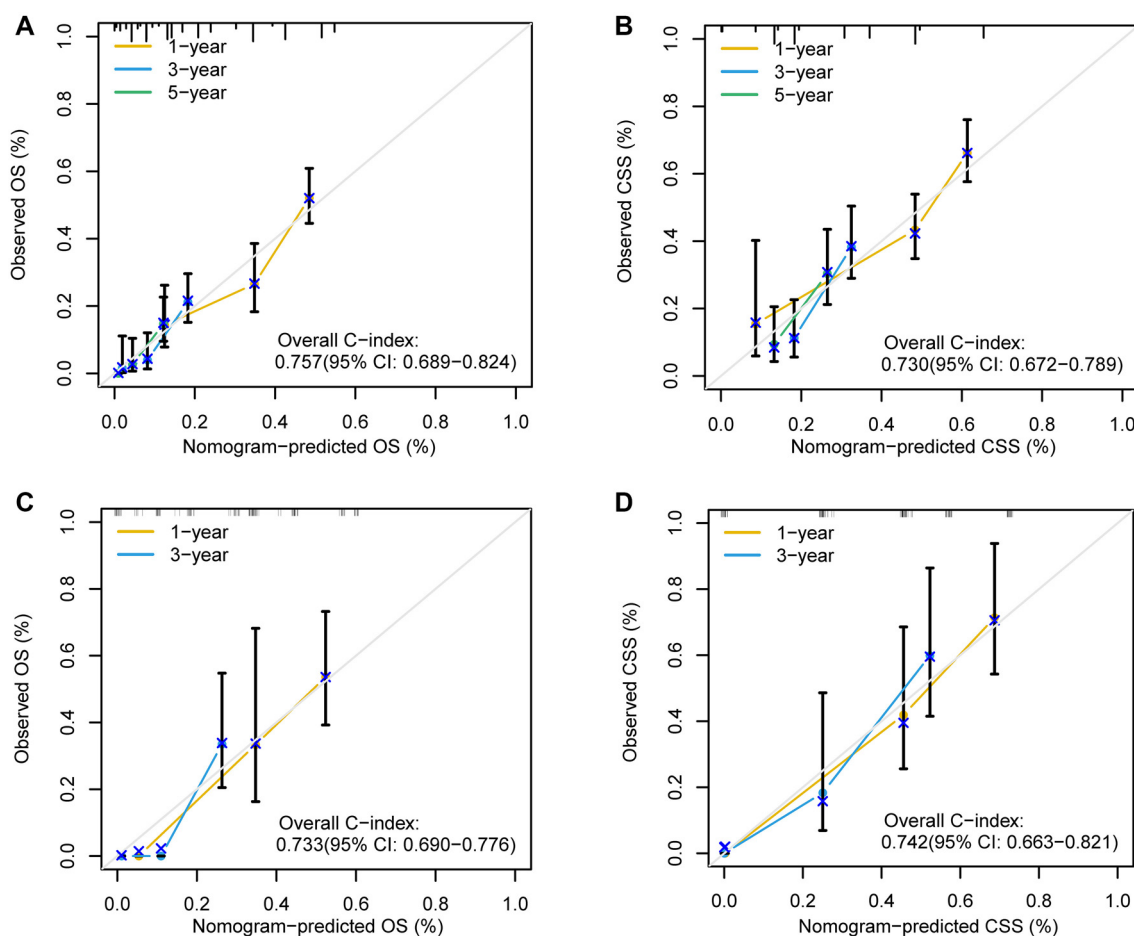 A
1-year
3-year
5-year
Observed OS (%)
0.0 0.2 0.4 0.6 0.8 1.0
Overall C-index:
0.757(95% CI: 0.689-0.824)
0.0 0.2 0.4 0.6 0.8 1.0
Nomogram-predicted OS (%)
B
1-year
3-year
5-year
Observed CSS (%)
0.0 0.2 0.4 0.6 0.8 1.0
Overall C-index:
0.730(95% CI: 0.672-0.789)
0.0 0.2 0.4 0.6 0.8 1.0
Nomogram-predicted CSS (%)
C
1-year
3-year
Observed OS (%)
0.0 0.2 0.4 0.6 0.8 1.0
Overall C-index:
0.733(95% CI: 0.690-0.776)
0.0 0.2 0.4 0.6 0.8 1.0
Nomogram-predicted OS (%)
D
1-year
3-year
Observed CSS (%)
0.0 0.2 0.4 0.6 0.8 1.0
Overall C-index:
0.742(95% CI: 0.663-0.821)
0.0 0.2 0.4 0.6 0.8 1.0
Nomogram-predicted CSS (%)